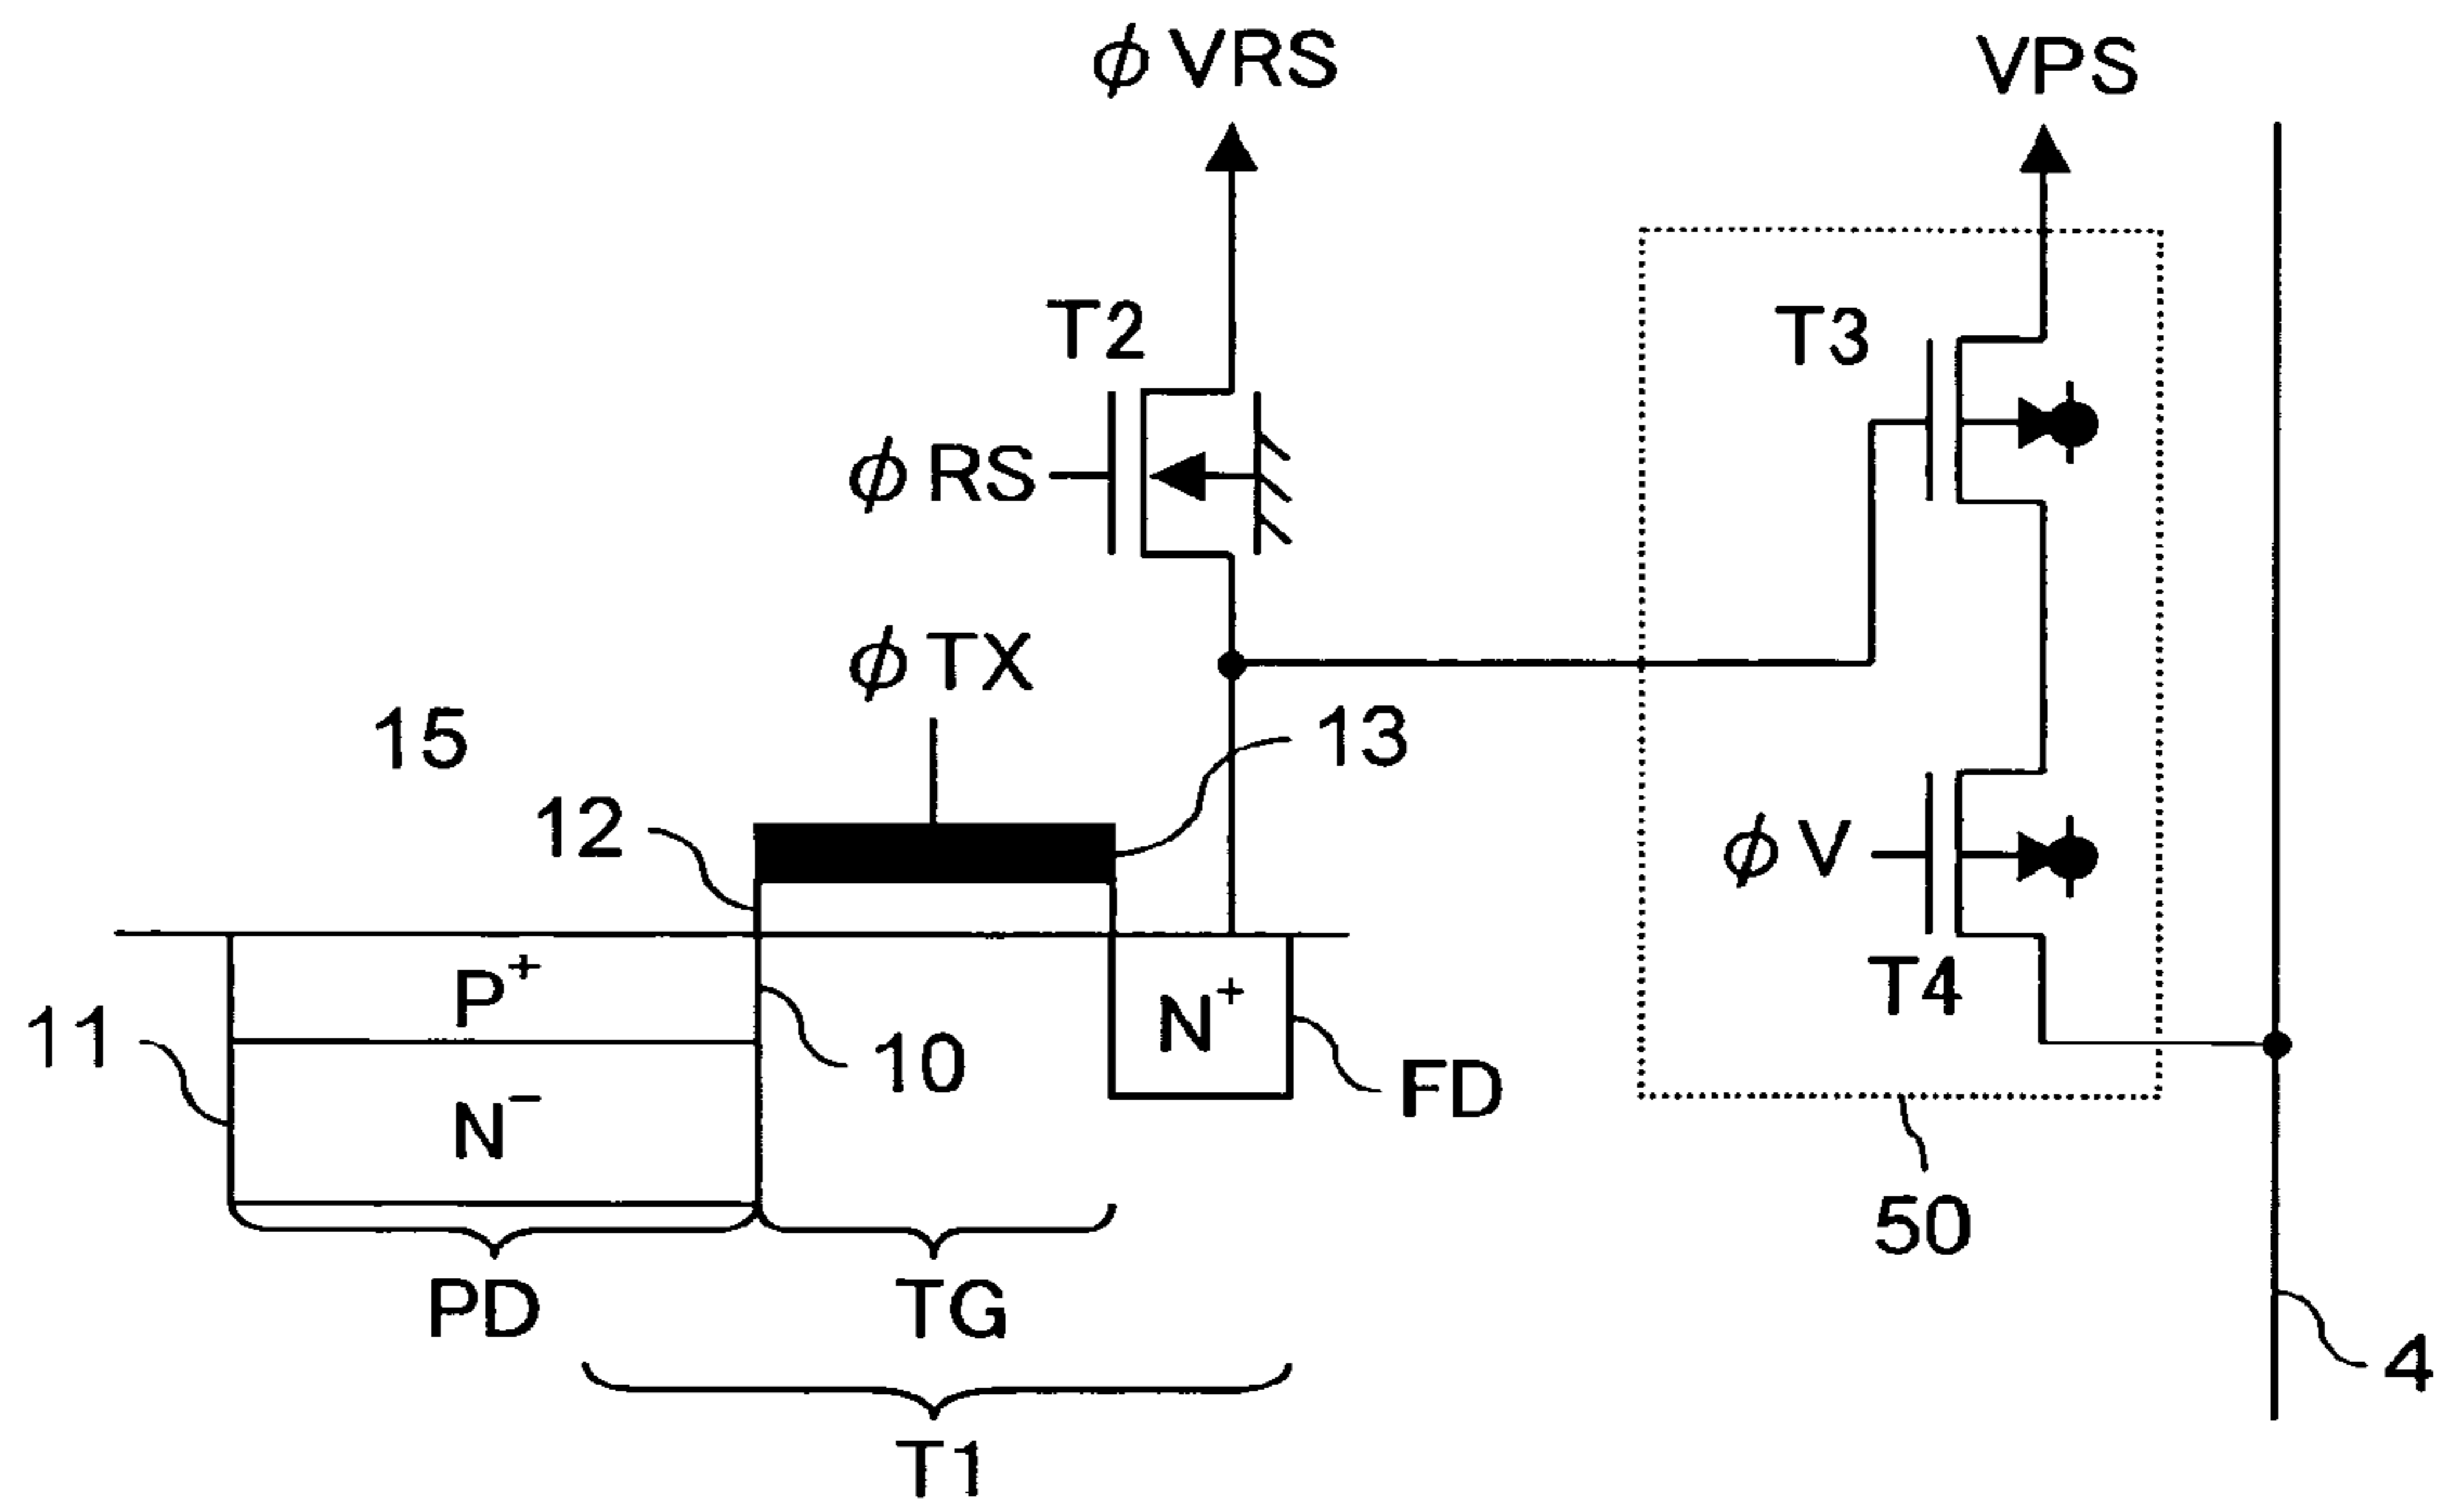 ϕVRS
VPS
T2
T3
ϕRS
ϕTX
15
13
12
ϕV
P⁺
N⁺
T4
11
10
FD
N⁻
50
PD
TG
4
T1